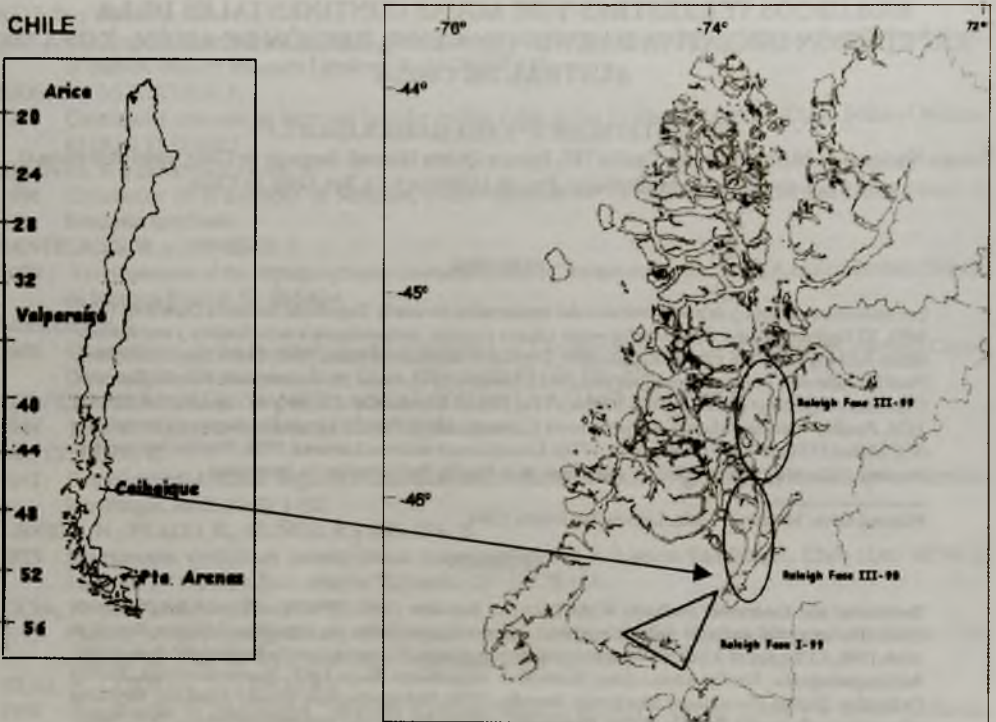 CHILE
Arica
20
24
28
32
Valparaíso
40
44
Coihaique
48
52
Pta. Arenas
56
-76°
-74°
72°
-44°
-45°
-46°
Raleigh Fase III-99
Raleigh Fase III-98
Raleigh Fase I-99